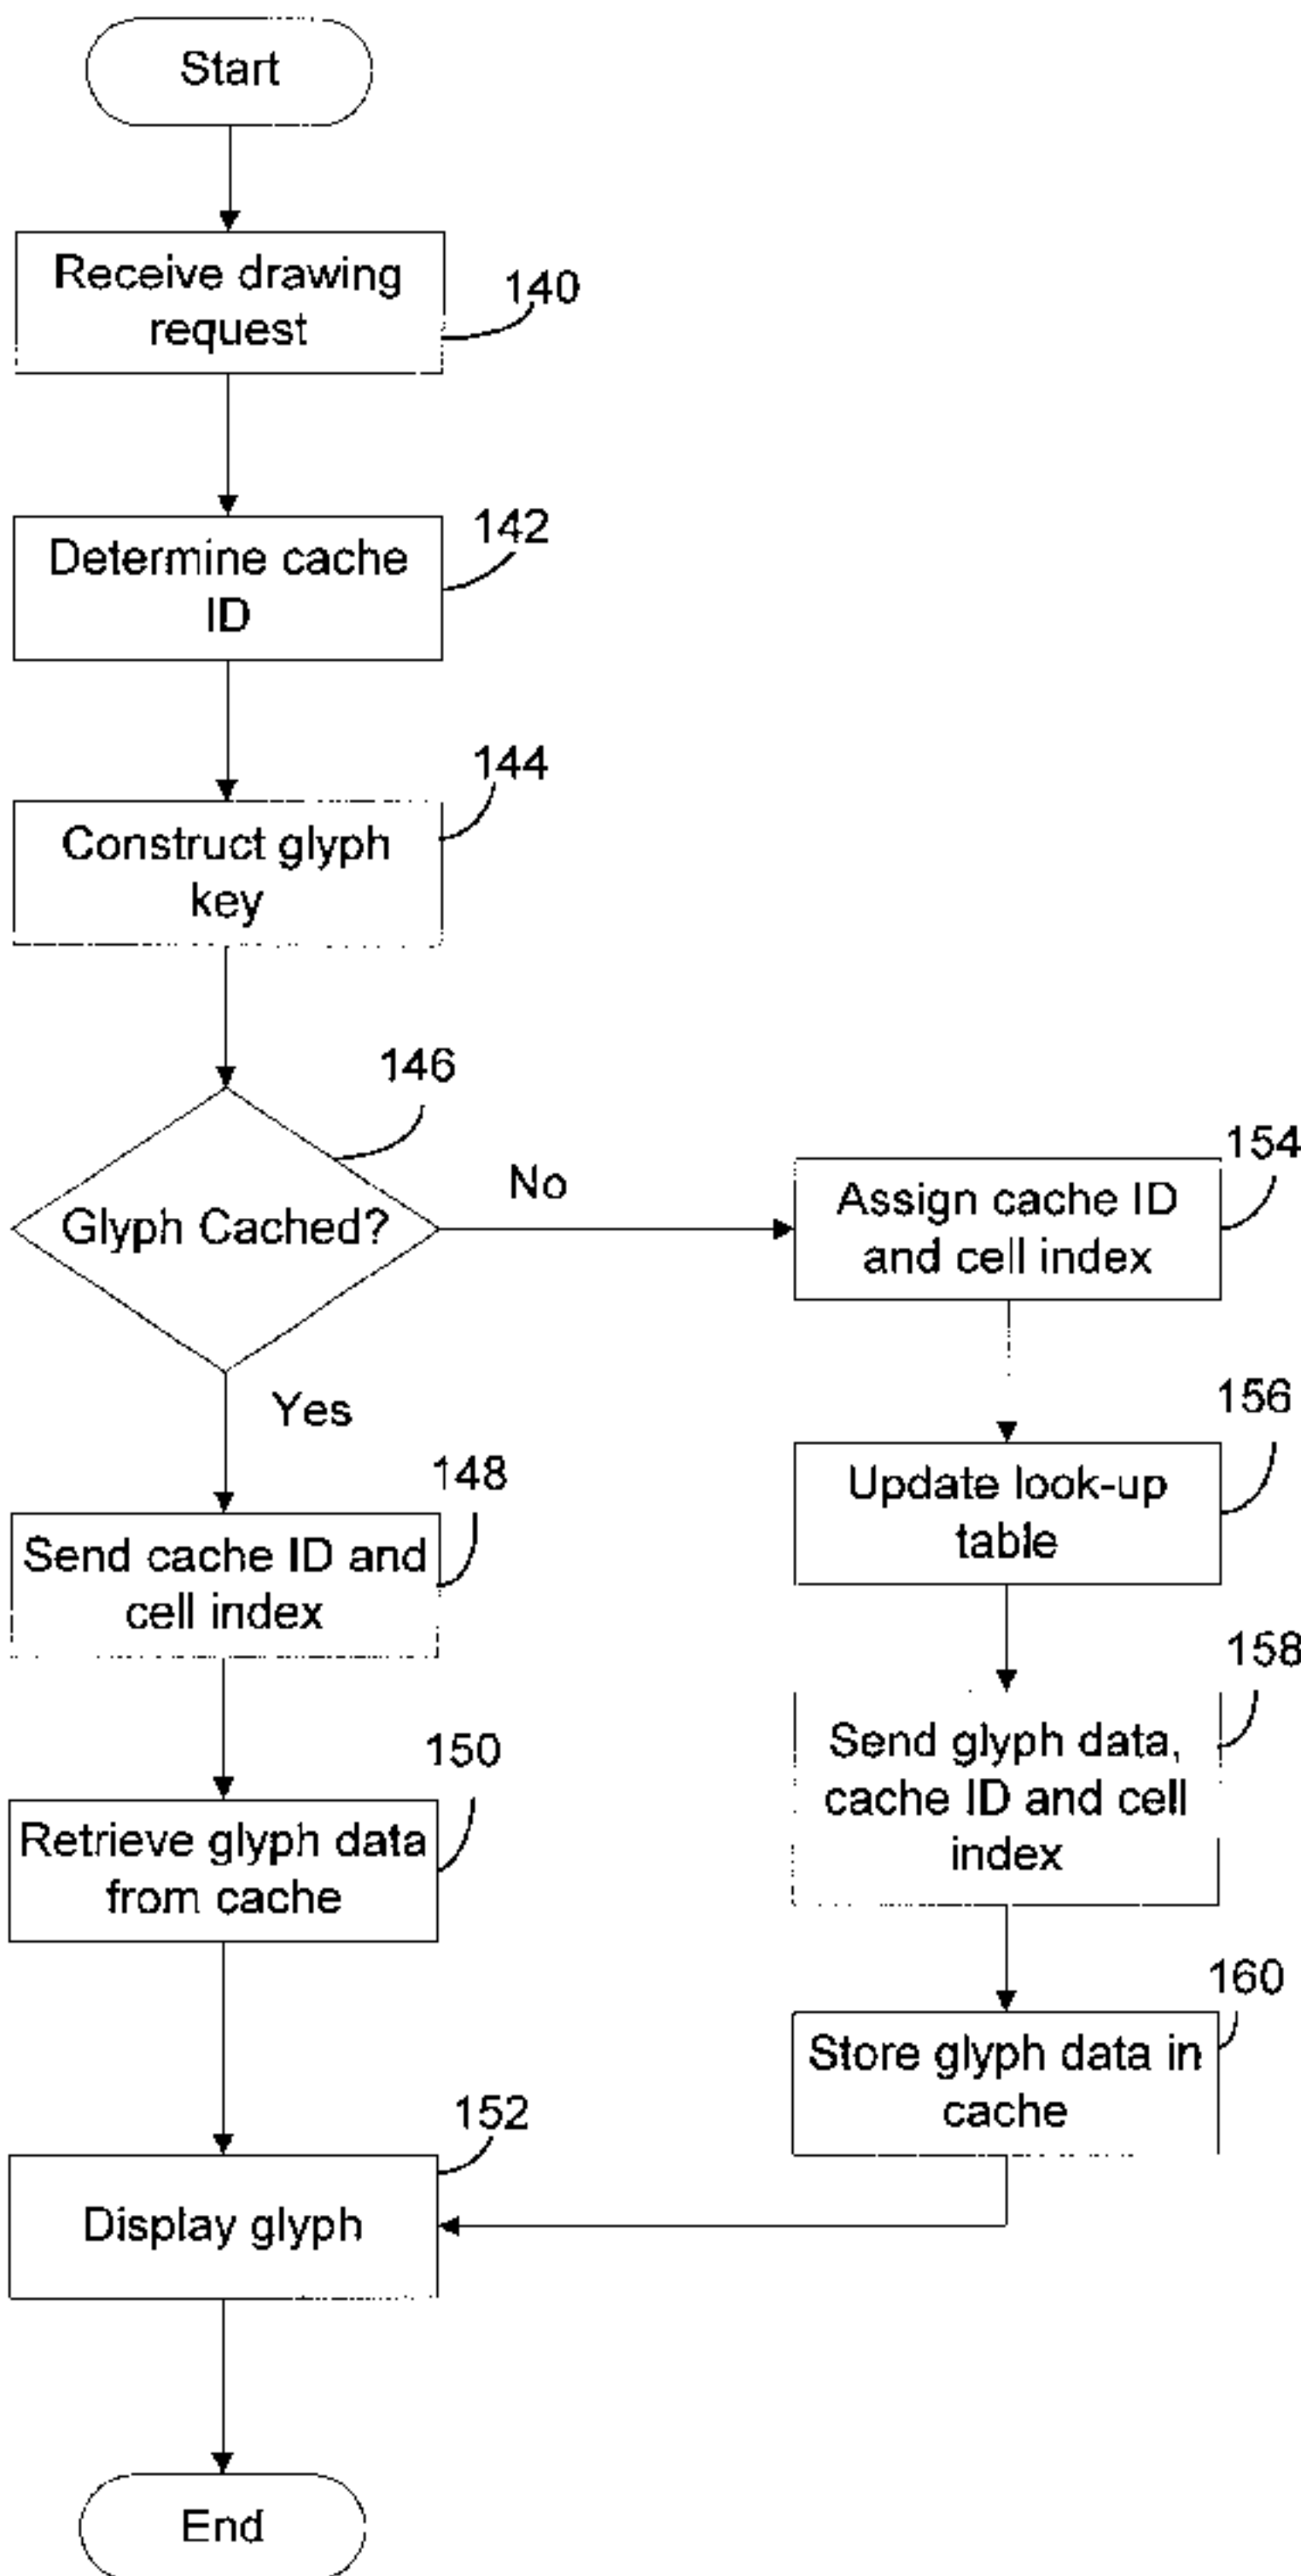 Start
Receive drawing
request
140
Determine cache
ID
142
Construct glyph
key
144
Glyph Cached?
146
No
Yes
Send cache ID and
cell index
148
Retrieve glyph data
from cache
150
Display glyph
152
End
Assign cache ID
and cell index
154
Update look-up
table
156
Send glyph data,
cache ID and cell
index
158
Store glyph data in
cache
160